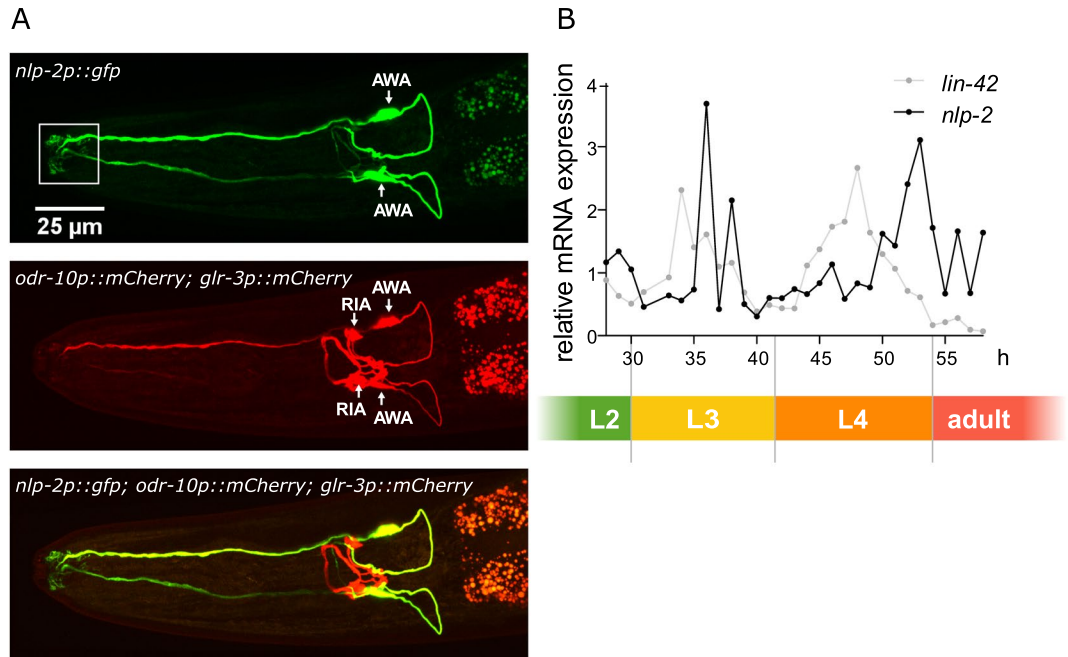 A
nlp-2p::gfp
AWA
AWA
25 µm
odr-10p::mCherry; glr-3p::mCherry
AWA
RIA
RIA
AWA
nlp-2p::gfp; odr-10p::mCherry; glr-3p::mCherry
B
relative mRNA expression
4
3
2
1
0
lin-42
nlp-2
30 35 40 45 50 55 h
L2 L3 L4 adult